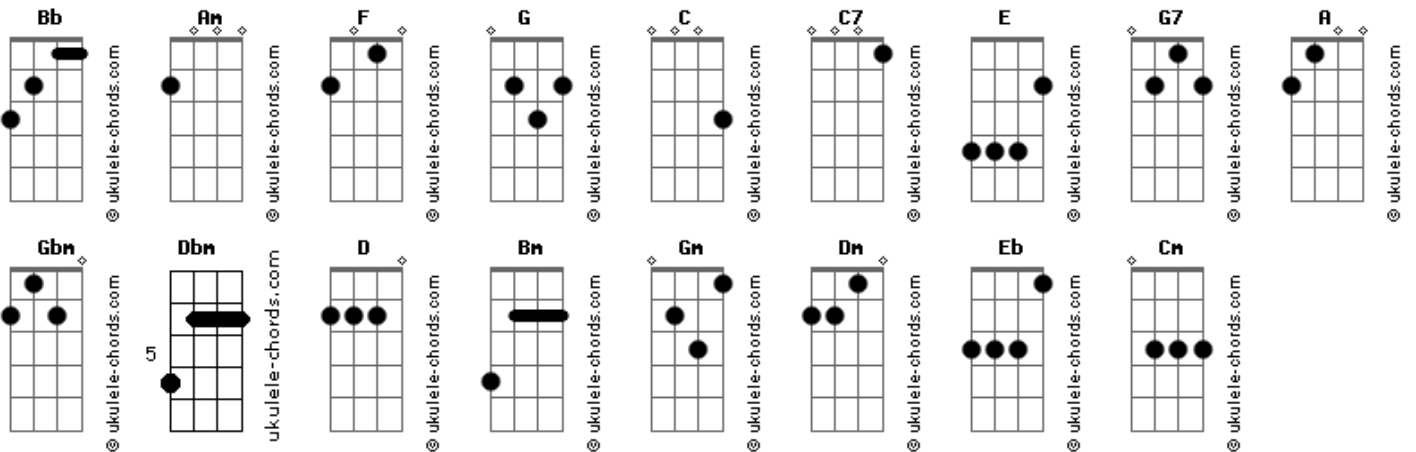 Bb Am F G C C7 E G7 A
© ukulele-chords.com © ukulele-chords.com © ukulele-chords.com © ukulele-chords.com © ukulele-chords.com © ukulele-chords.com © ukulele-chords.com © ukulele-chords.com © ukulele-chords.com
Gbm Dbm D Bm Gm Dm Eb Cm
5
© ukulele-chords.com ukulele-chords.com © ukulele-chords.com © ukulele-chords.com © ukulele-chords.com © ukulele-chords.com © ukulele-chords.com © ukulele-chords.com